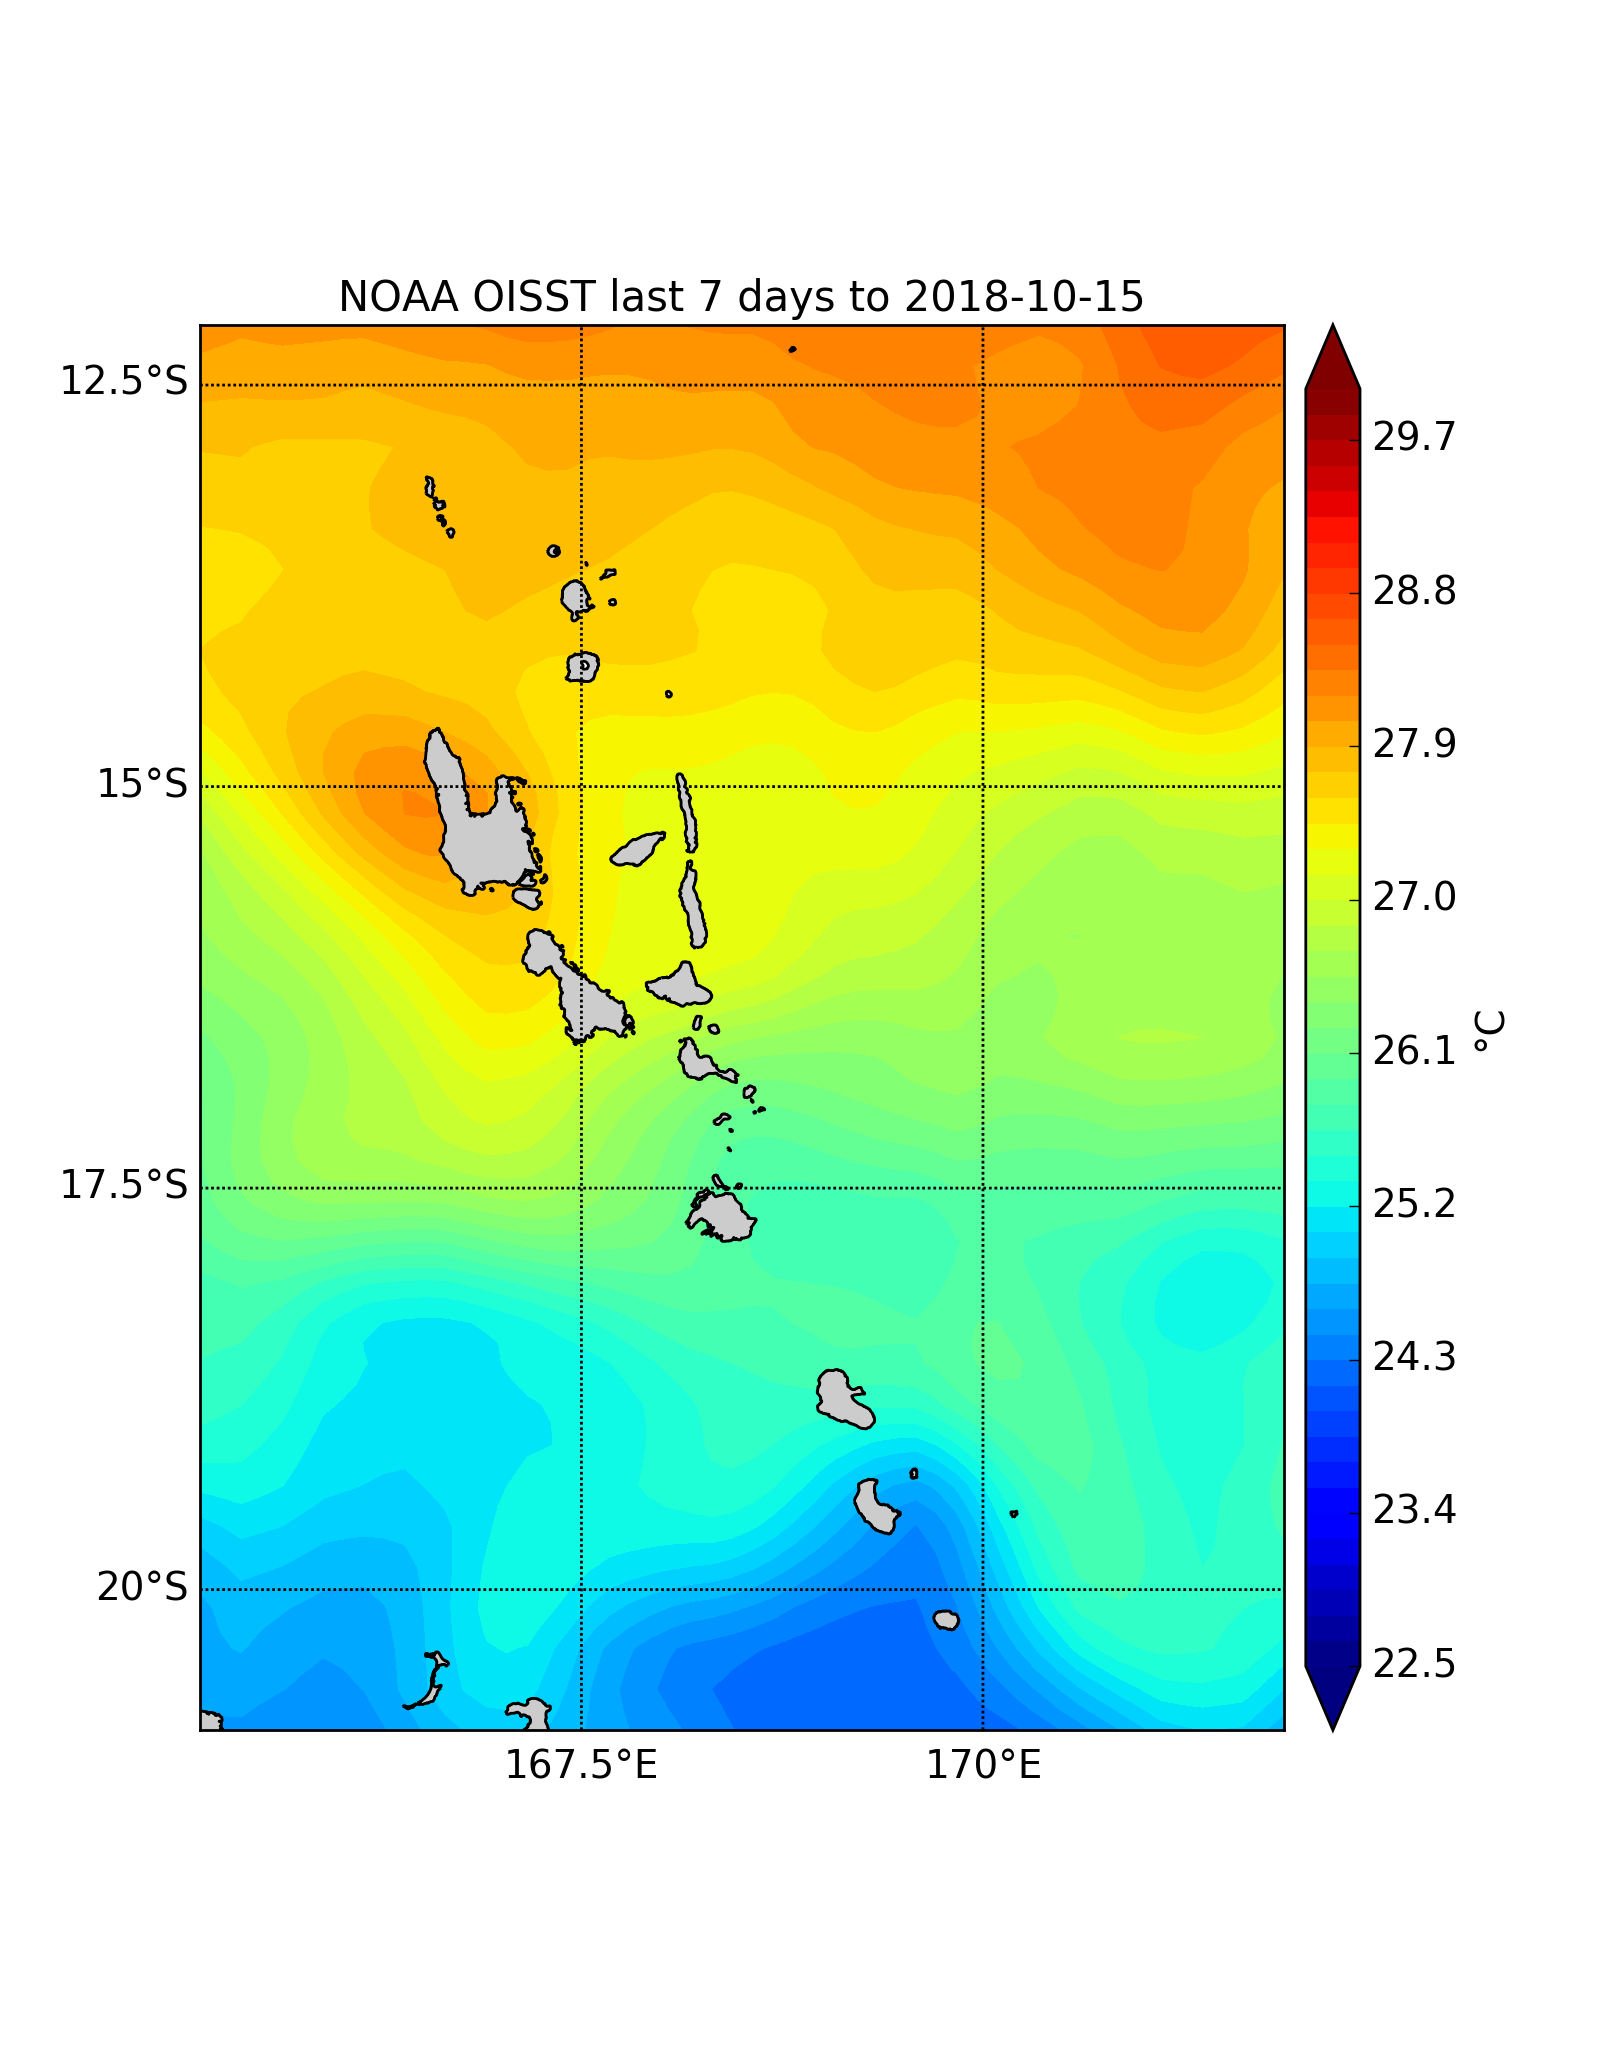 NOAA OISST last 7 days to 2018-10-15
12.5°S
15°S
17.5°S
20°S
167.5°E
170°E
29.7
28.8
27.9
27.0
26.1
25.2
24.3
23.4
22.5
°C